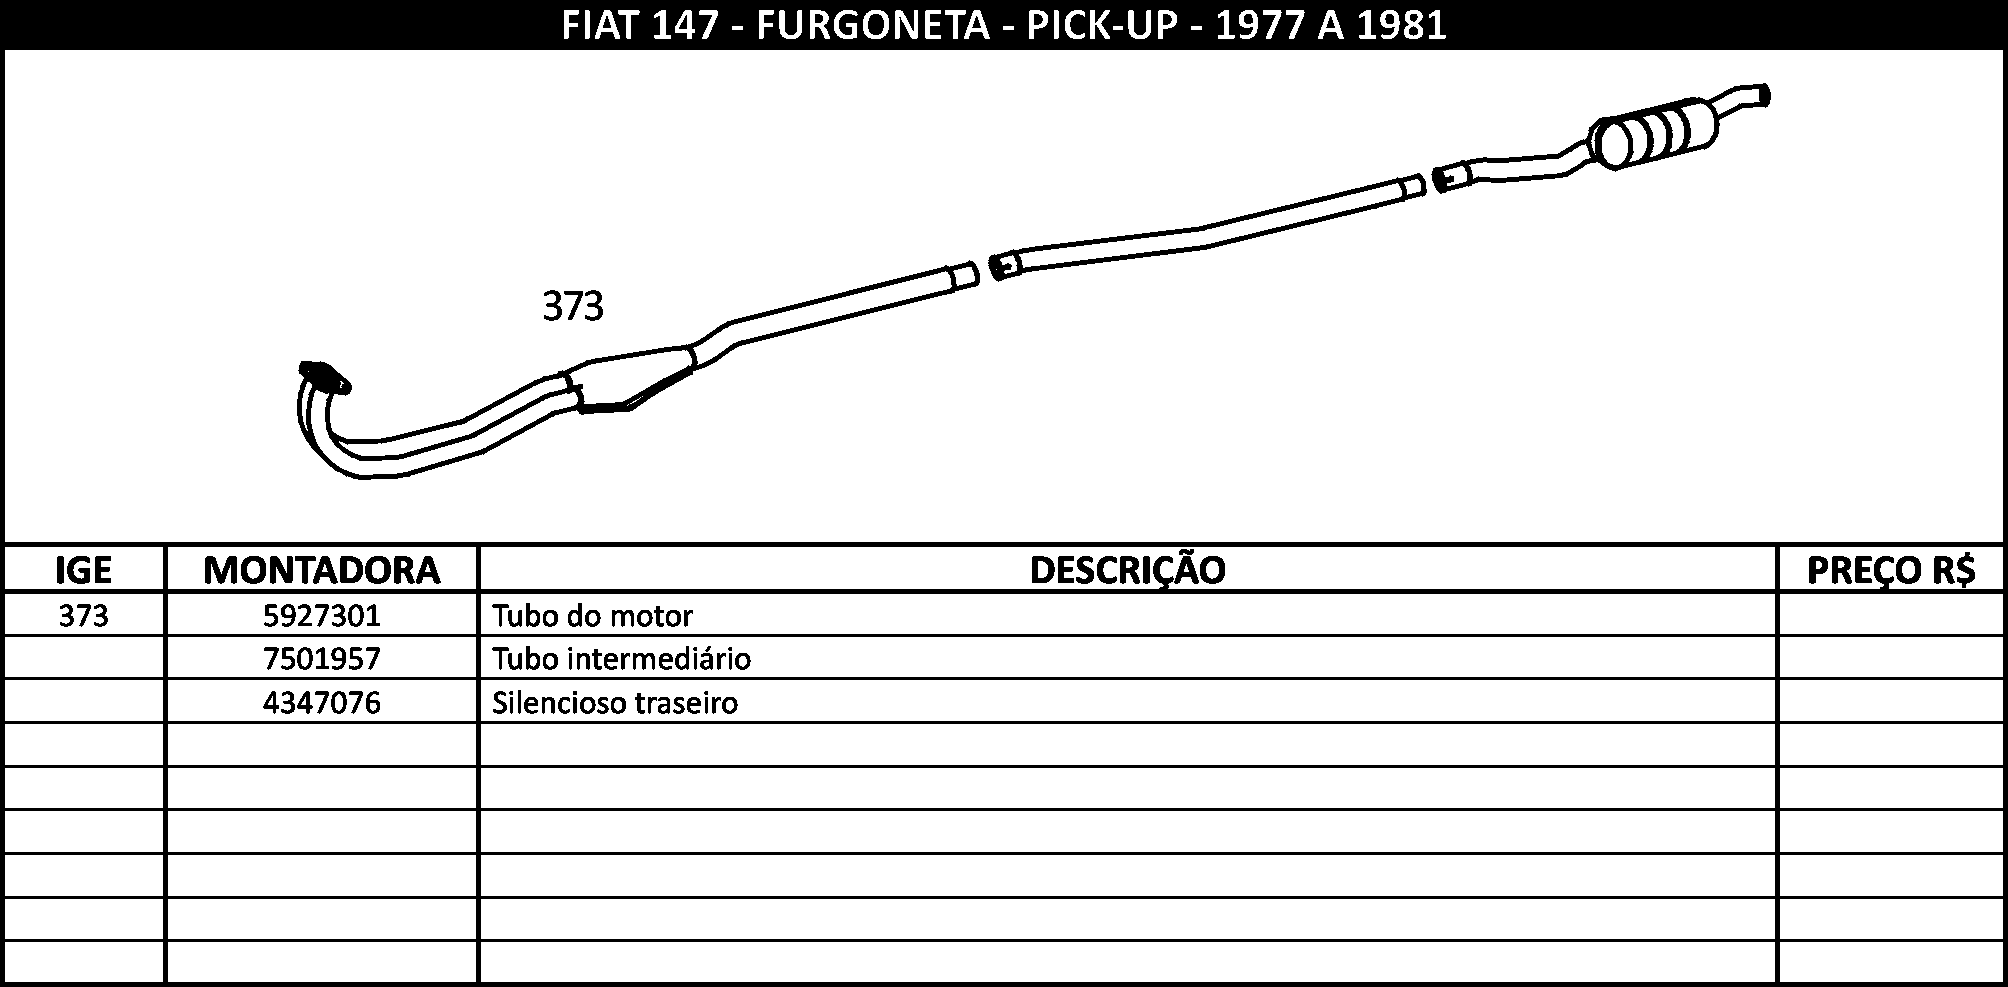 FIAT 147 - FURGONETA - PICK-UP - 1977 A 1981
373
IGE MONTADORA DESCRIÇÃO PREÇO R$
373 5927301 Tubo do motor
7501957 Tubo intermediário
4347076 Silencioso traseiro